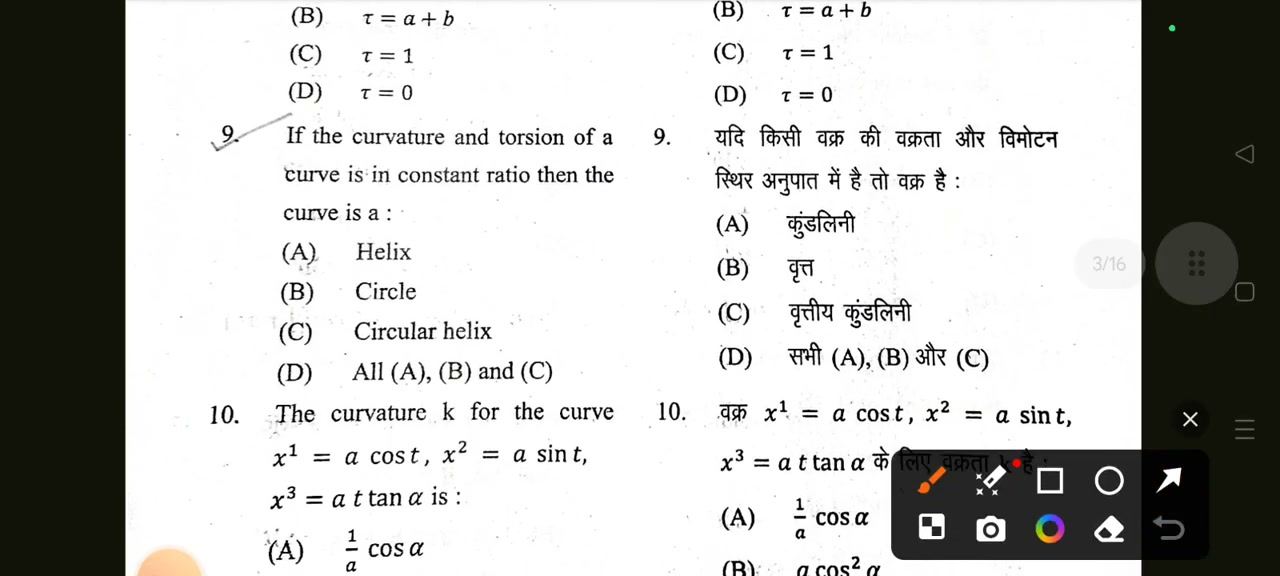 (B) τ = a + b
(C) τ = 1
(D) τ = 0
9. If the curvature and torsion of a
curve is in constant ratio then the
curve is a :
(A) Helix
(B) Circle
(C) Circular helix
(D) All (A), (B) and (C)
10. The curvature k for the curve
x¹ = a cos t, x² = a sin t,
x³ = a t tan α is :
(A) 1/a cos α
(B) τ = a + b
(C) τ = 1
(D) τ = 0
9. यदि किसी वक्र की वक्रता और विमोटन
स्थिर अनुपात में है तो वक्र है :
(A) कुंडलिनी
(B) वृत्त
(C) वृत्तीय कुंडलिनी
(D) सभी (A), (B) और (C)
10. वक्र x¹ = a cos t, x² = a sin t,
x³ = a t tan α के लिए वक्रता k है :
(A) 1/a cos α
(B) a cos² α
3/16